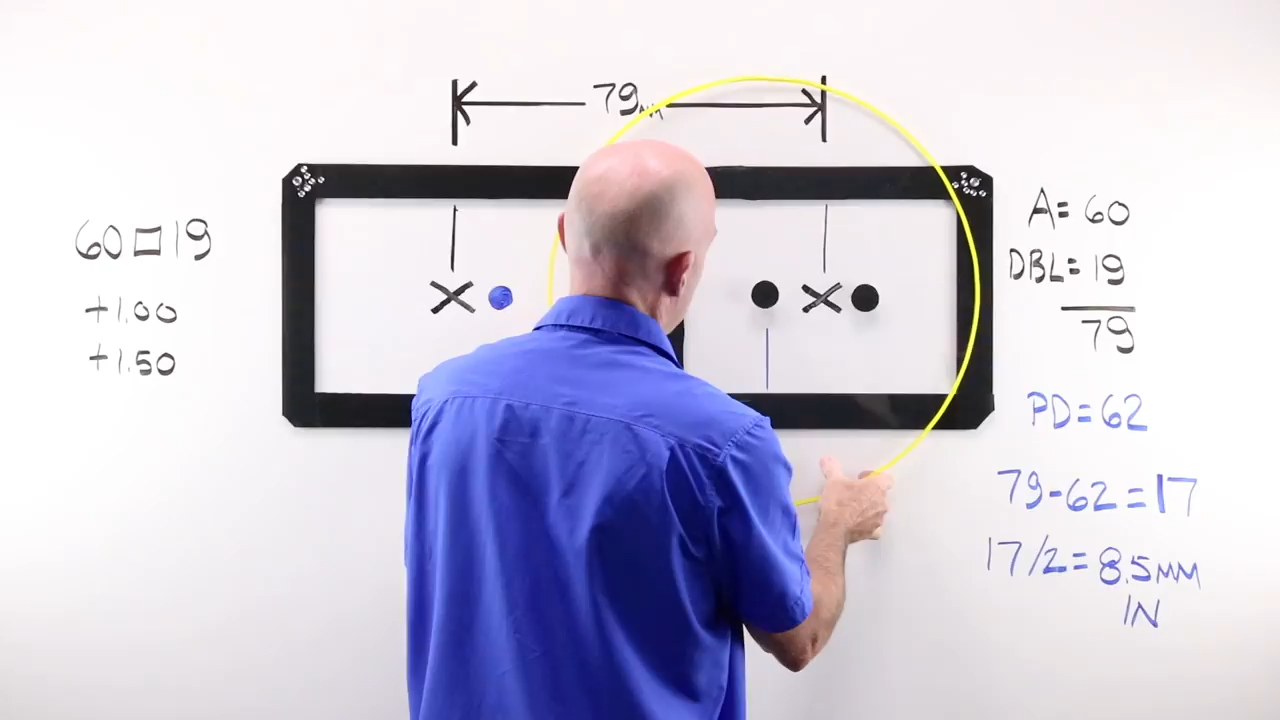 79mm
60□19
+1.00
+1.50
A=60
DBL=19
79
PD=62
79-62=17
17/2=8.5MM
IN